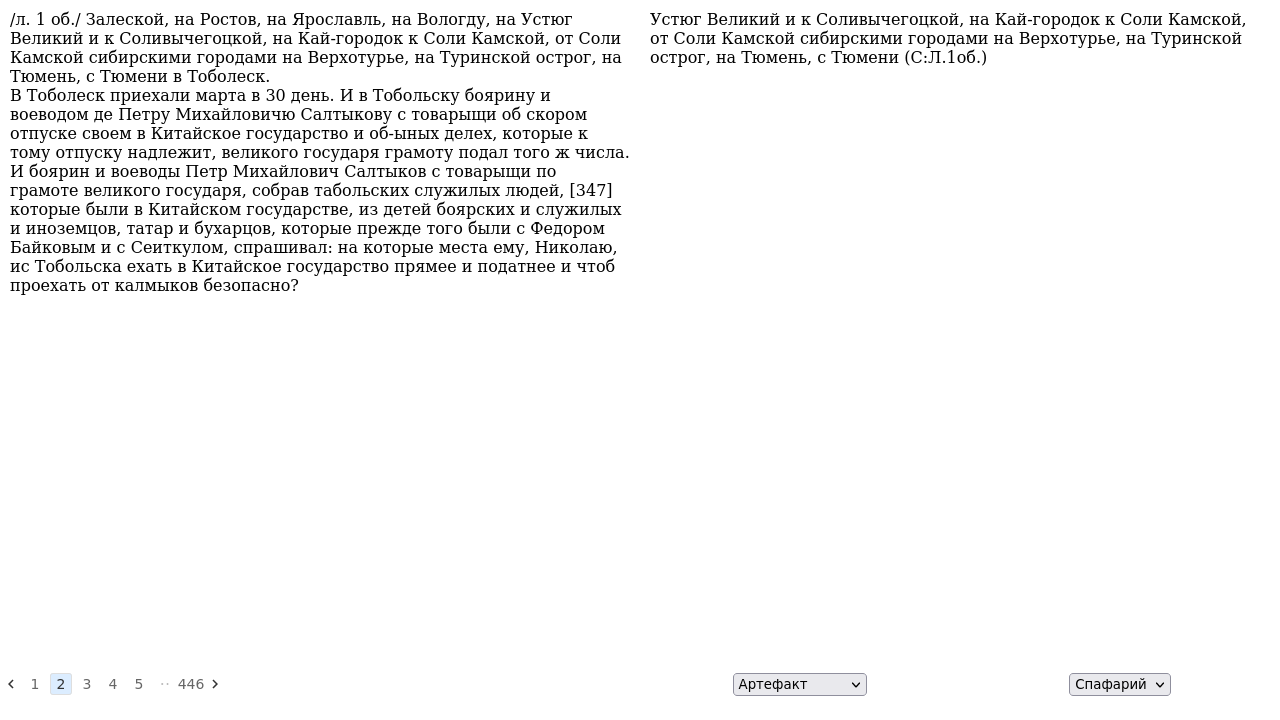 /л. 1 об./ Залеской, на Ростов, на Ярославль, на Вологду, на Устюг
Великий и к Соливычегоцкой, на Кай-городок к Соли Камской, от Соли
Камской сибирскими городами на Верхотурье, на Туринской острог, на
Тюмень, с Тюмени в Тоболеск.
В Тоболеск приехали марта в 30 день. И в Тобольску боярину и
воеводом де Петру Михайловичю Салтыкову с товарыщи об скором
отпуске своем в Китайское государство и об-ыных делех, которые к
тому отпуску надлежит, великого государя грамоту подал того ж числа.
И боярин и воеводы Петр Михайлович Салтыков с товарыщи по
грамоте великого государя, собрав табольских служилых людей, [347]
которые были в Китайском государстве, из детей боярских и служилых
и иноземцов, татар и бухарцов, которые прежде того были с Федором
Байковым и с Сеиткулом, спрашивал: на которые места ему, Николаю,
ис Тобольска ехать в Китайское государство прямее и податнее и чтоб
проехать от калмыков безопасно?
Устюг Великий и к Соливычегоцкой, на Кай-городок к Соли Камской,
от Соли Камской сибирскими городами на Верхотурье, на Туринской
острог, на Тюмень, с Тюмени (С:Л.1об.)
1 2 3 4 5 ·· 446
Артефакт
Спафарий